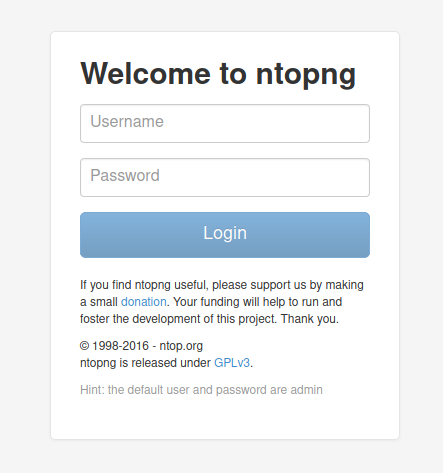 Welcome to ntopng
Username
Password
Login
If you find ntopng useful, please support us by making
a small donation. Your funding will help to run and
foster the development of this project. Thank you.
© 1998-2016 - ntop.org
ntopng is released under GPLv3.
Hint: the default user and password are admin